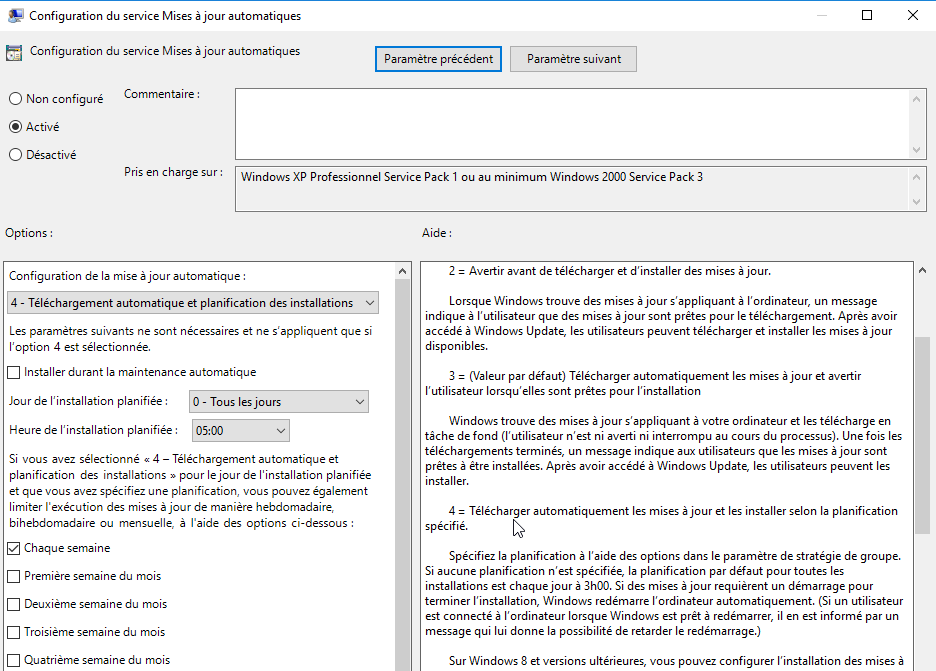 Configuration du service Mises à jour automatiques
Configuration du service Mises à jour automatiques
Paramètre précédent
Paramètre suivant
Non configuré
Commentaire :
Activé
Désactivé
Pris en charge sur :
Windows XP Professionnel Service Pack 1 ou au minimum Windows 2000 Service Pack 3
Options :
Aide :
Configuration de la mise à jour automatique :
4 - Téléchargement automatique et planification des installations
Les paramètres suivants ne sont nécessaires et ne s’appliquent que si
l’option 4 est sélectionnée.
Installer durant la maintenance automatique
Jour de l’installation planifiée :
0 - Tous les jours
Heure de l’installation planifiée :
05:00
Si vous avez sélectionné « 4 – Téléchargement automatique et
planification des installations » pour le jour de l’installation planifiée
et que vous avez spécifiez une planification, vous pouvez également
limiter l’exécution des mises à jour de manière hebdomadaire,
bihebdomadaire ou mensuelle, à l’aide des options ci-dessous :
Chaque semaine
Première semaine du mois
Deuxième semaine du mois
Troisième semaine du mois
Quatrième semaine du mois
2 = Avertir avant de télécharger et d’installer des mises à jour.
Lorsque Windows trouve des mises à jour s’appliquant à l’ordinateur, un message
indique à l’utilisateur que des mises à jour sont prêtes pour le téléchargement. Après avoir
accédé à Windows Update, les utilisateurs peuvent télécharger et installer les mises à jour
disponibles.
3 = (Valeur par défaut) Télécharger automatiquement les mises à jour et avertir
l’utilisateur lorsqu’elles sont prêtes pour l’installation
Windows trouve des mises à jour s’appliquant à votre ordinateur et les télécharge en
tâche de fond (l’utilisateur n’est ni averti ni interrompu au cours du processus). Une fois les
téléchargements terminés, un message indique aux utilisateurs que les mises à jour sont
prêtes à être installées. Après avoir accédé à Windows Update, les utilisateurs peuvent les
installer.
4 = Télécharger automatiquement les mises à jour et les installer selon la planification
spécifié.
Spécifiez la planification à l’aide des options dans le paramètre de stratégie de groupe.
Si aucune planification n’est spécifiée, la planification par défaut pour toutes les
installations est chaque jour à 3h00. Si des mises à jour requièrent un démarrage pour
terminer l’installation, Windows redémarre l’ordinateur automatiquement. (Si un utilisateur
est connecté à l’ordinateur lorsque Windows est prêt à redémarrer, il en est informé par un
message qui lui donne la possibilité de retarder le redémarrage.)
Sur Windows 8 et versions ultérieures, vous pouvez configurer l’installation des mises à